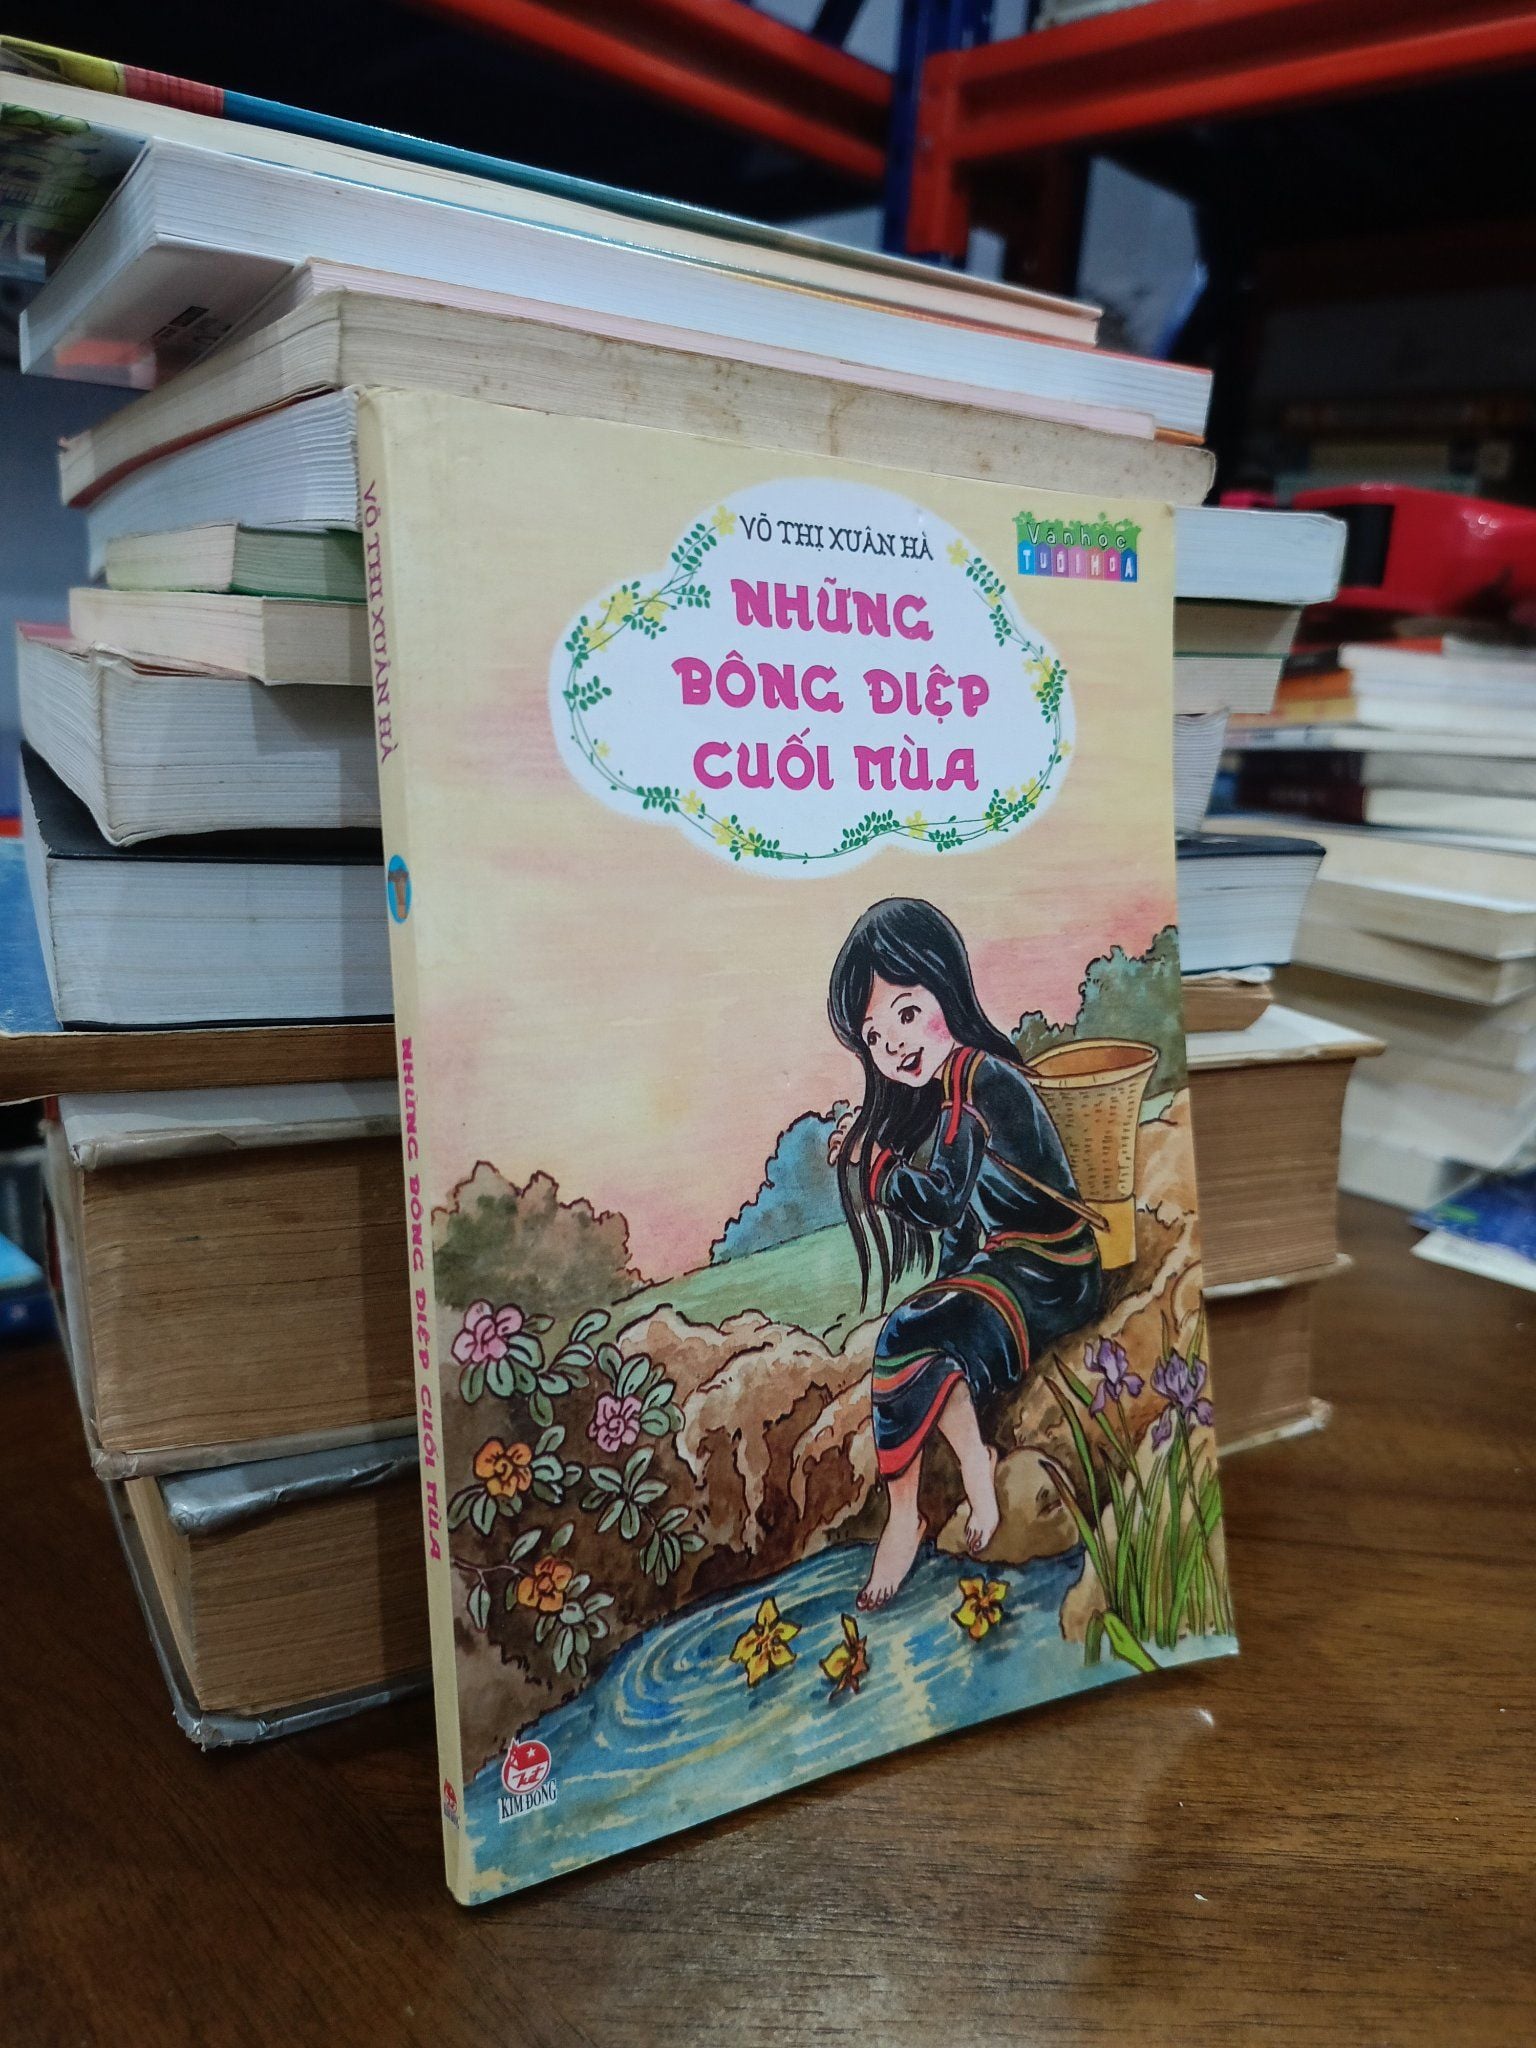 VÕ THỊ XUÂN HÀ
Văn học
TUỔI HOA
NHỮNG
BÔNG ĐIỆP
CUỐI MÙA
VÕ THỊ XUÂN HÀ
NHỮNG BÔNG ĐIỆP CUỐI MÙA
KIM ĐỒNG